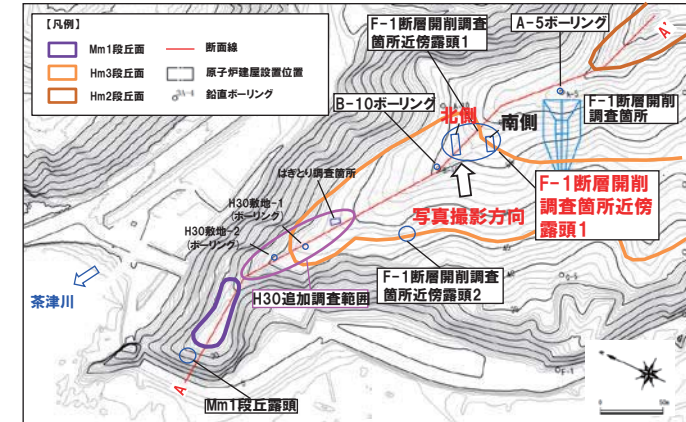 【凡例】
Mm1段丘面
断面線
Hm3段丘面
原子炉建屋設置位置
Hm2段丘面
鉛直ボーリング
F-1断層開削調査
箇所近傍露頭1
A-5ボーリング
A'
A-5
B-10ボーリング
北側
南側
F-1断層開削
調査箇所
はぎとり調査箇所
F-1断層開削
調査箇所近傍
露頭1
写真撮影方向
H30敷地-1
(ボーリング)
H30敷地-2
(ボーリング)
茶津川
H30追加調査範囲
F-1断層開削調査
箇所近傍露頭2
C-5
F-1
A
Mm1段丘露頭
0
50m